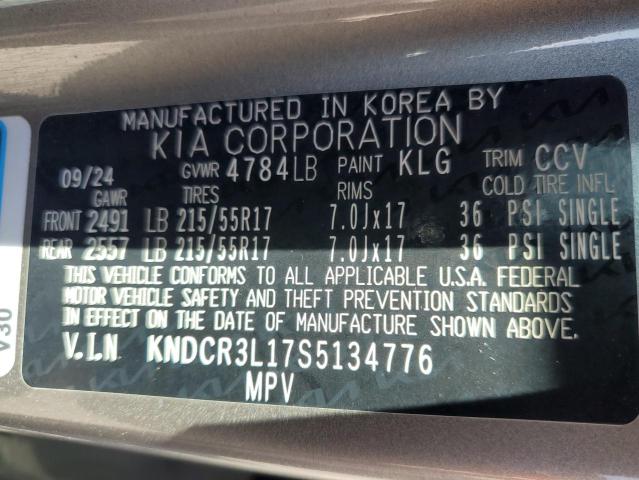 MANUFACTURED IN KOREA BY
KIA CORPORATION
09/24 GVWR 4784LB PAINT KLG TRIM CCV
GAWR TIRES RIMS COLD TIRE INFL
FRONT 2491 LB 215/55R17 7.0Jx17 36 PSI SINGLE
REAR 2557 LB 215/55R17 7.0Jx17 36 PSI SINGLE
THIS VEHICLE CONFORMS TO ALL APPLICABLE U.S.A. FEDERAL
MOTOR VEHICLE SAFETY AND THEFT PREVENTION STANDARDS
IN EFFECT ON THE DATE OF MANUFACTURE SHOWN ABOVE.
V.I.N KNDCR3L17S5134776
MPV
V30